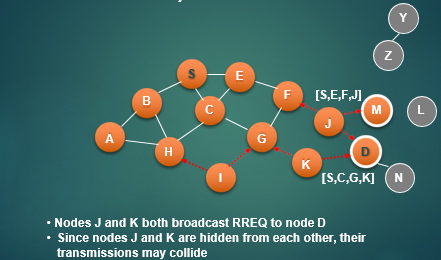 Y
Z
S
E
F
[S,E,F,J]
B
C
M
L
J
A
H
G
D
K
I
[S,C,G,K]
N
• Nodes J and K both broadcast RREQ to node D
• Since nodes J and K are hidden from each other, their
transmissions may collide